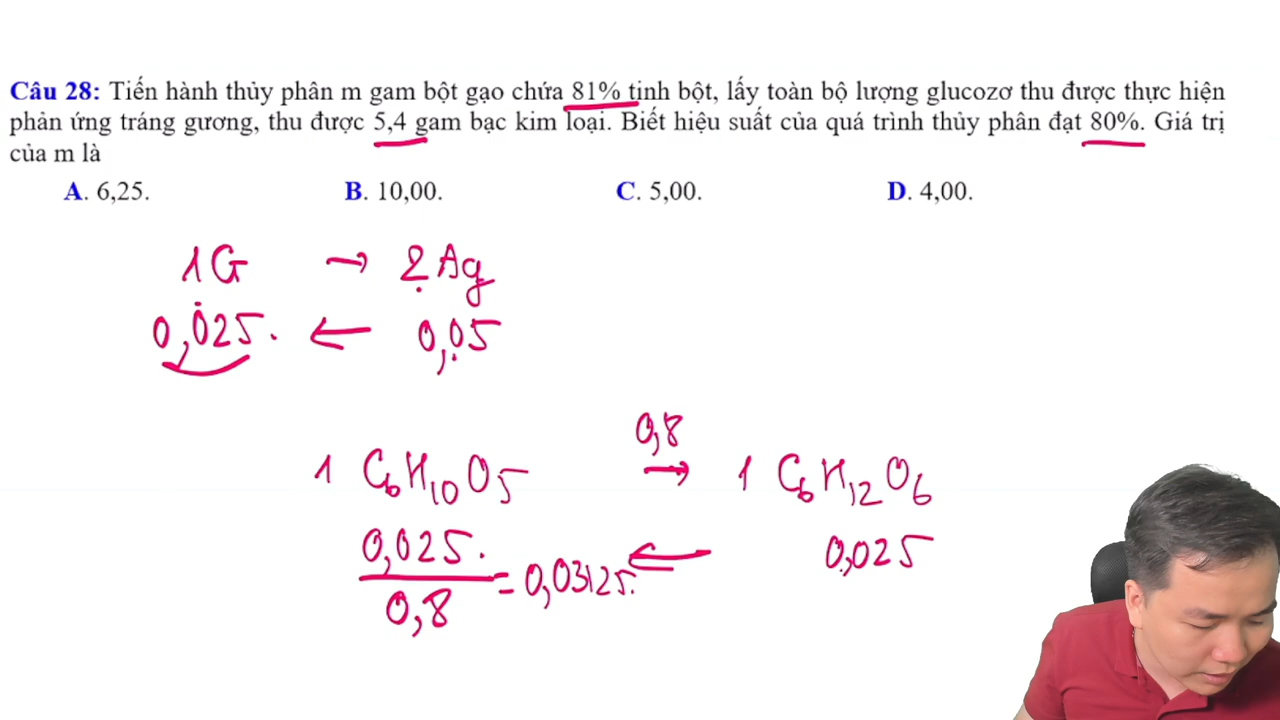 Câu 28: Tiến hành thủy phân m gam bột gạo chứa 81% tinh bột, lấy toàn bộ lượng glucozơ thu được thực hiện
phản ứng tráng gương, thu được 5,4 gam bạc kim loại. Biết hiệu suất của quá trình thủy phân đạt 80%. Giá trị
của m là
A. 6,25. B. 10,00. C. 5,00. D. 4,00.
1G → 2Ag
0,025. ← 0,05
0,8
1 C6H10O5 → 1 C6H12O6
0,025. ← 0,025
0,8 = 0,03125.